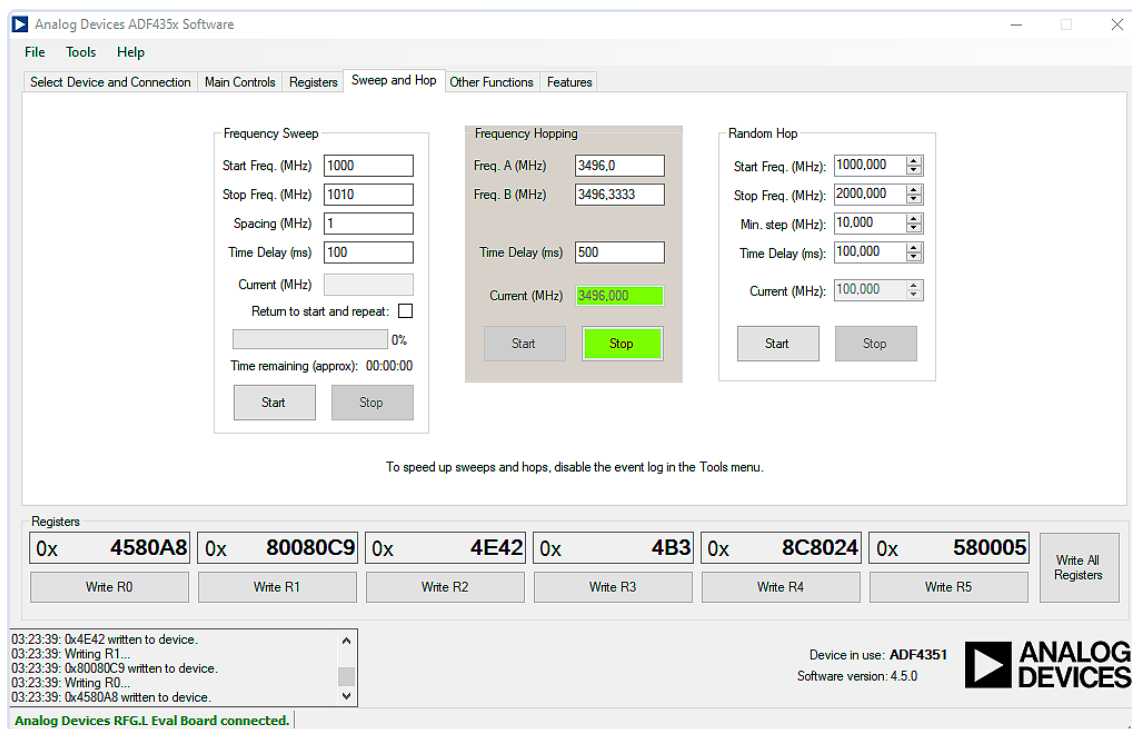 Analog Devices ADF435x Software
File Tools Help
Select Device and Connection Main Controls Registers Sweep and Hop Other Functions Features
Frequency Sweep
Start Freq. (MHz) 1000
Stop Freq. (MHz) 1010
Spacing (MHz) 1
Time Delay (ms) 100
Current (MHz)
Return to start and repeat:
0%
Time remaining (approx): 00:00:00
Start Stop
Frequency Hopping
Freq. A (MHz) 3496,0
Freq. B (MHz) 3496,3333
Time Delay (ms) 500
Current (MHz) 3496,000
Start Stop
Random Hop
Start Freq. (MHz): 1000,000
Stop Freq. (MHz): 2000,000
Min. step (MHz): 10,000
Time Delay (ms): 100,000
Current (MHz): 100,000
Start Stop
To speed up sweeps and hops, disable the event log in the Tools menu.
Registers
0x 4580A8 0x 80080C9 0x 4E42 0x 4B3 0x 8C8024 0x 580005
Write R0 Write R1 Write R2 Write R3 Write R4 Write R5
Write All
Registers
03:23:39: 0x4E42 written to device.
03:23:39: Writing R1...
03:23:39: 0x80080C9 written to device.
03:23:39: Writing R0...
03:23:39: 0x4580A8 written to device.
Device in use: ADF4351
Software version: 4.5.0
ANALOG
DEVICES
Analog Devices RFG.L Eval Board connected.